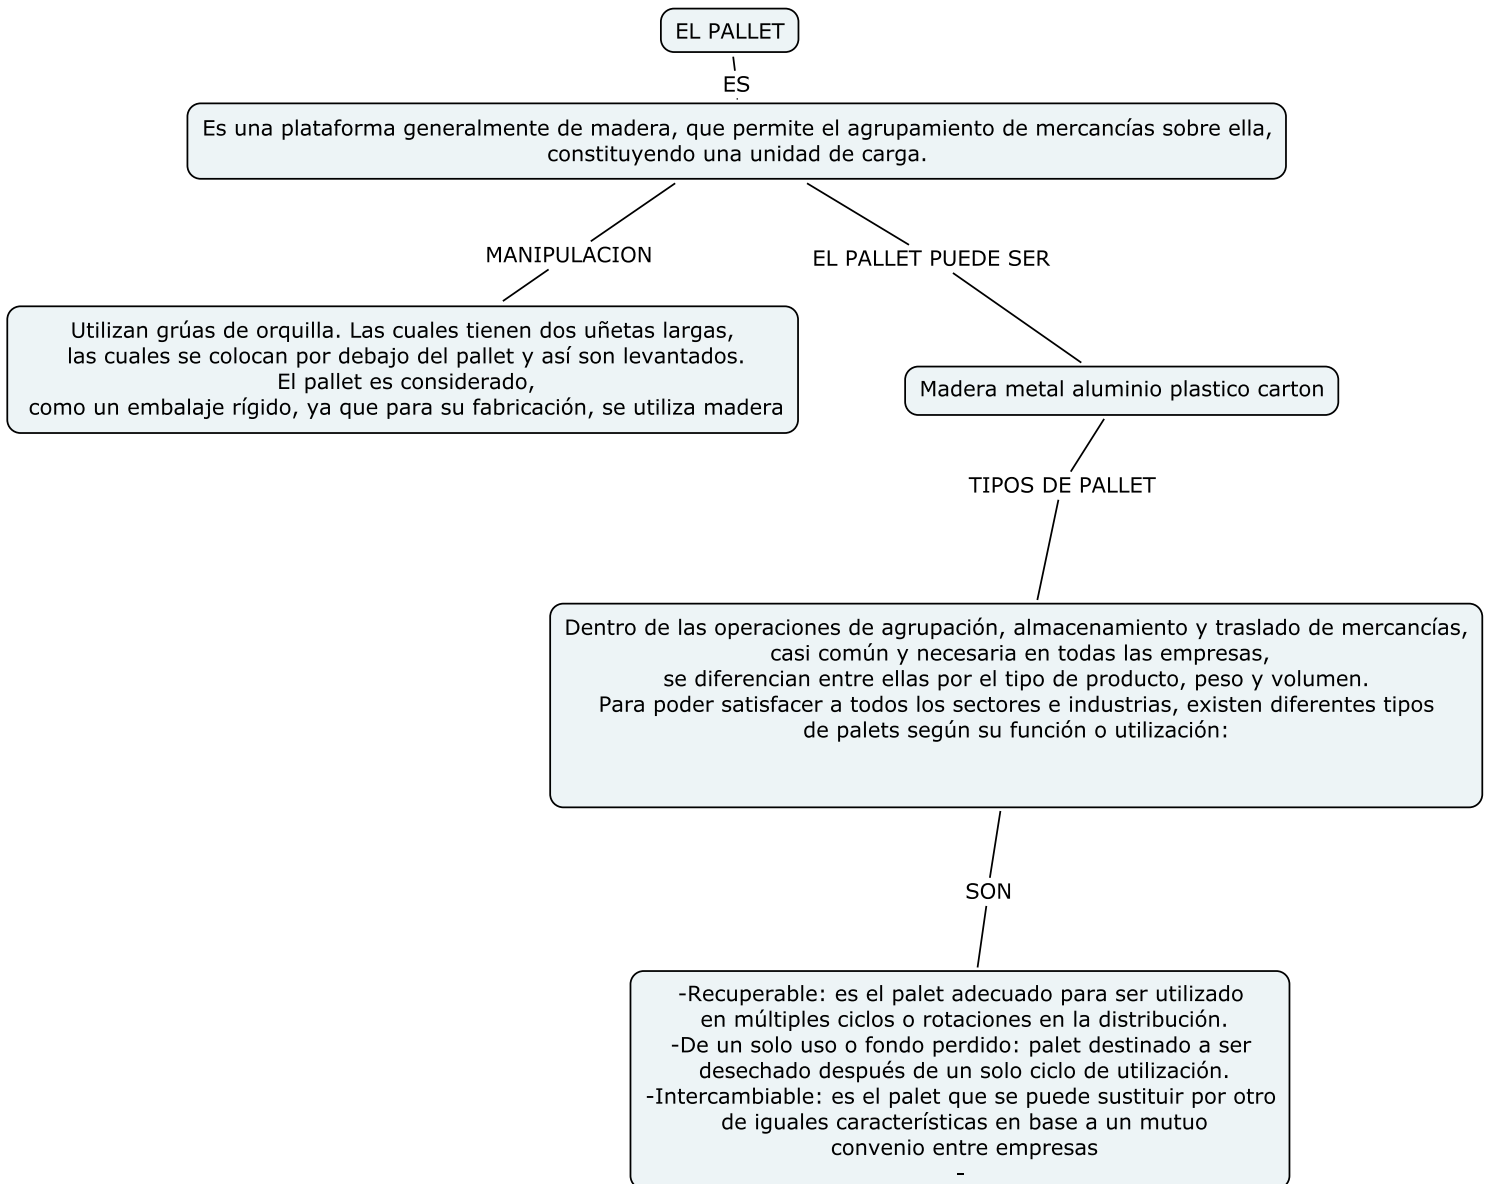 EL PALLET
ES
Es una plataforma generalmente de madera, que permite el agrupamiento de mercancías sobre ella,
constituyendo una unidad de carga.
MANIPULACION
EL PALLET PUEDE SER
Utilizan grúas de orquilla. Las cuales tienen dos uñetas largas,
las cuales se colocan por debajo del pallet y así son levantados.
El pallet es considerado,
como un embalaje rígido, ya que para su fabricación, se utiliza madera
Madera metal aluminio plastico carton
TIPOS DE PALLET
Dentro de las operaciones de agrupación, almacenamiento y traslado de mercancías,
casi común y necesaria en todas las empresas,
se diferencian entre ellas por el tipo de producto, peso y volumen.
Para poder satisfacer a todos los sectores e industrias, existen diferentes tipos
de palets según su función o utilización:
SON
-Recuperable: es el palet adecuado para ser utilizado
en múltiples ciclos o rotaciones en la distribución.
-De un solo uso o fondo perdido: palet destinado a ser
desechado después de un solo ciclo de utilización.
-Intercambiable: es el palet que se puede sustituir por otro
de iguales características en base a un mutuo
convenio entre empresas
-